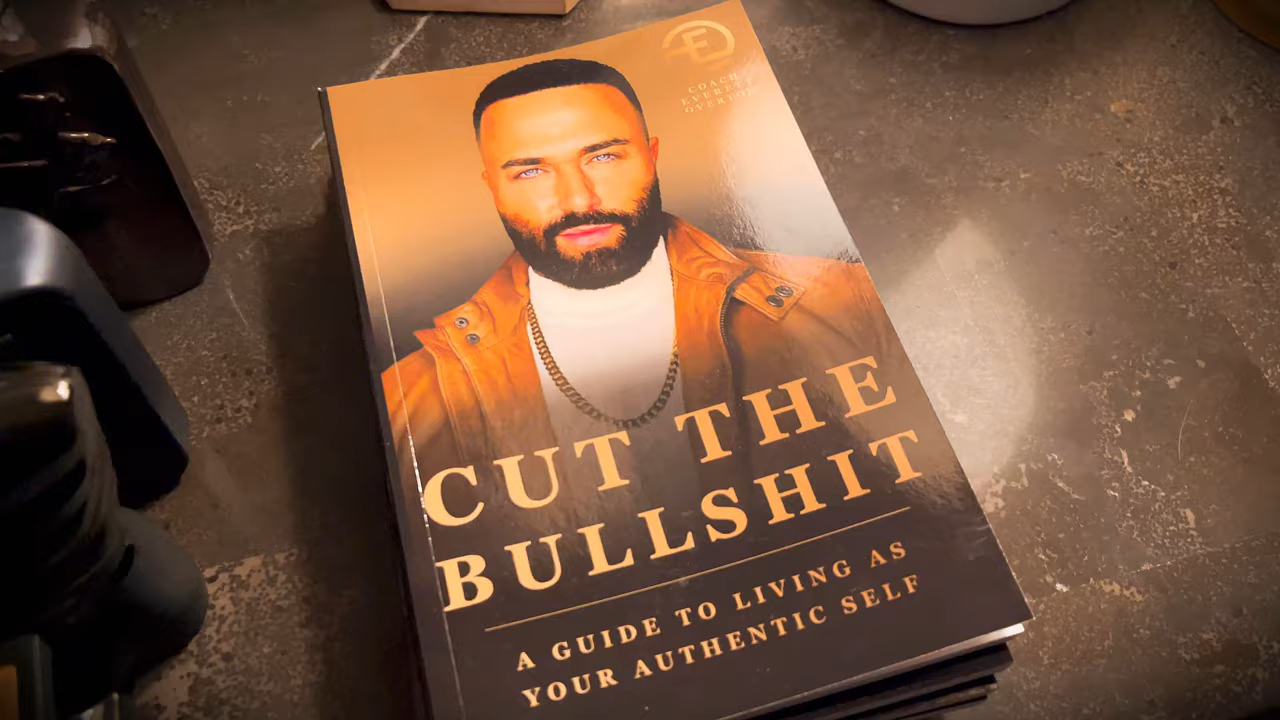 E
COACH
EVERETT
OVERTON
CUT THE
BULLSHIT
A GUIDE TO LIVING AS
YOUR AUTHENTIC SELF